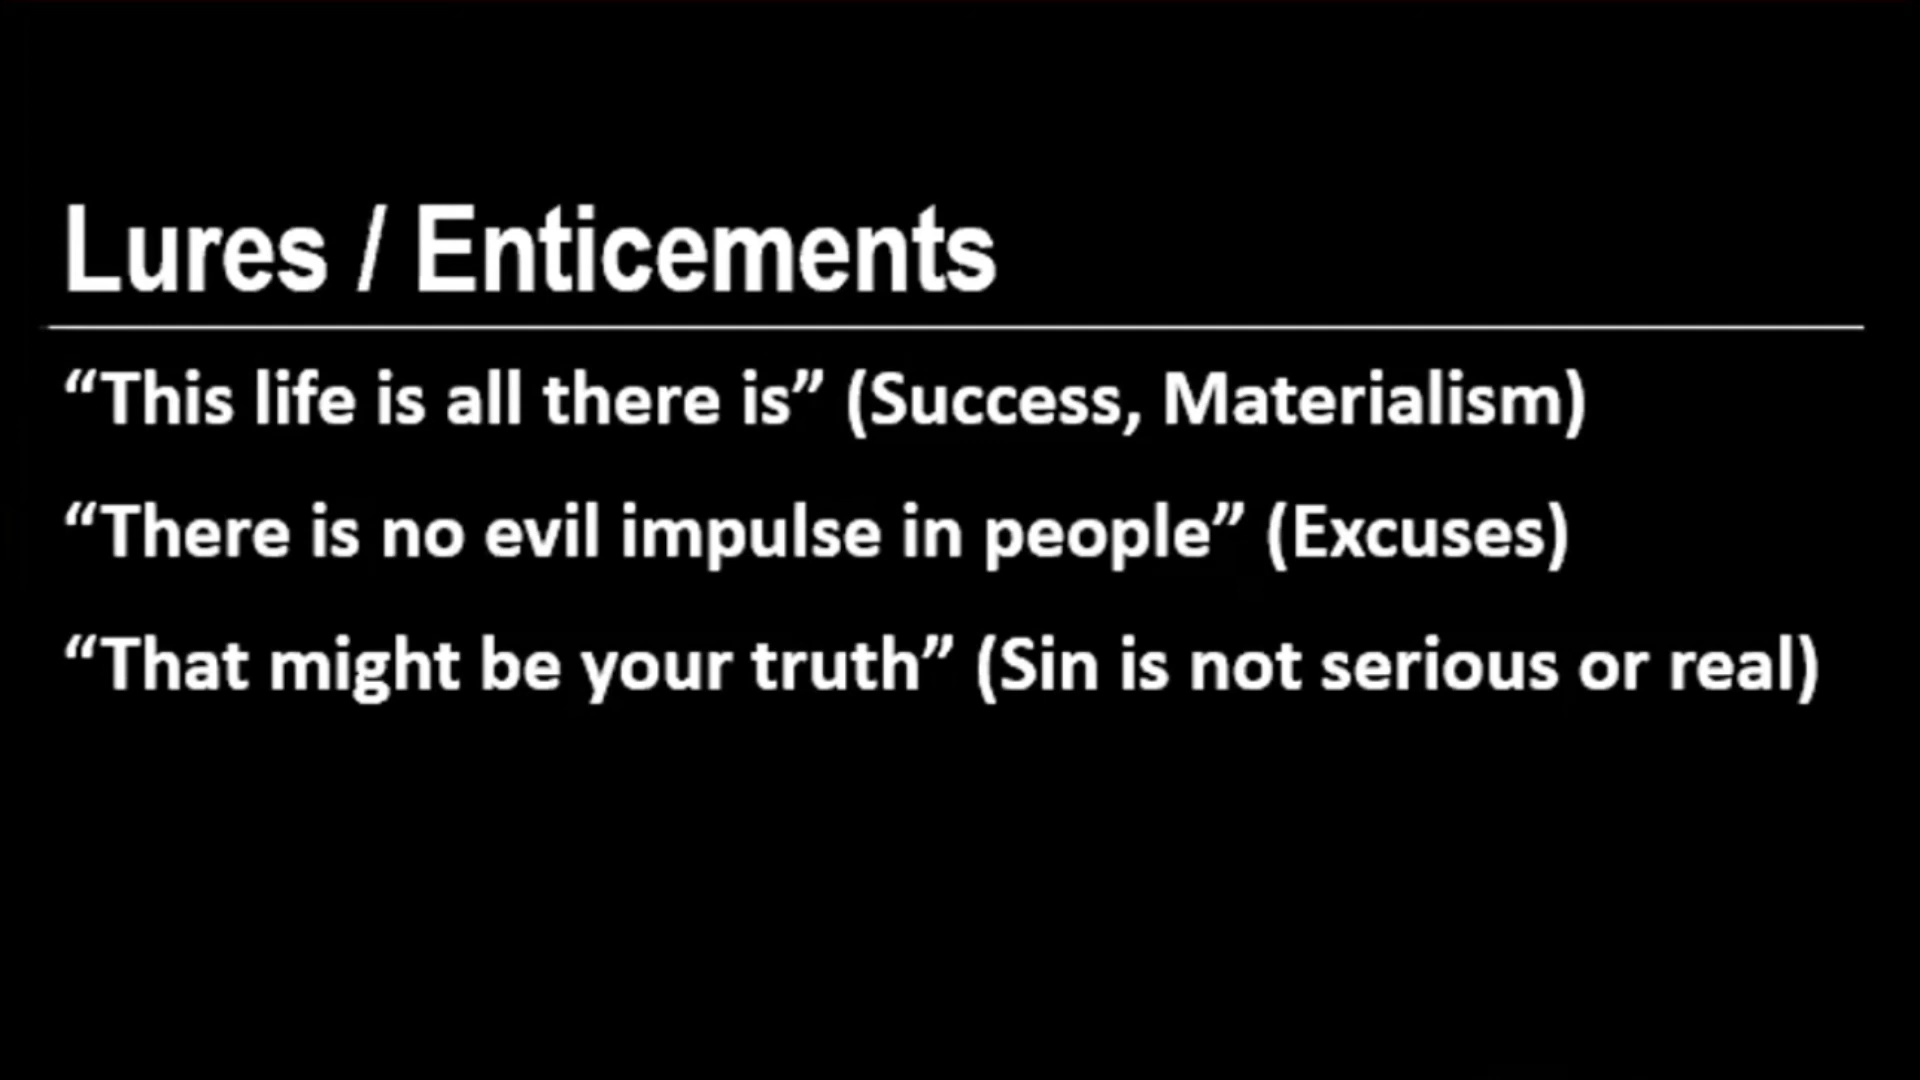 Lures / Enticements
“This life is all there is” (Success, Materialism)
“There is no evil impulse in people” (Excuses)
“That might be your truth” (Sin is not serious or real)